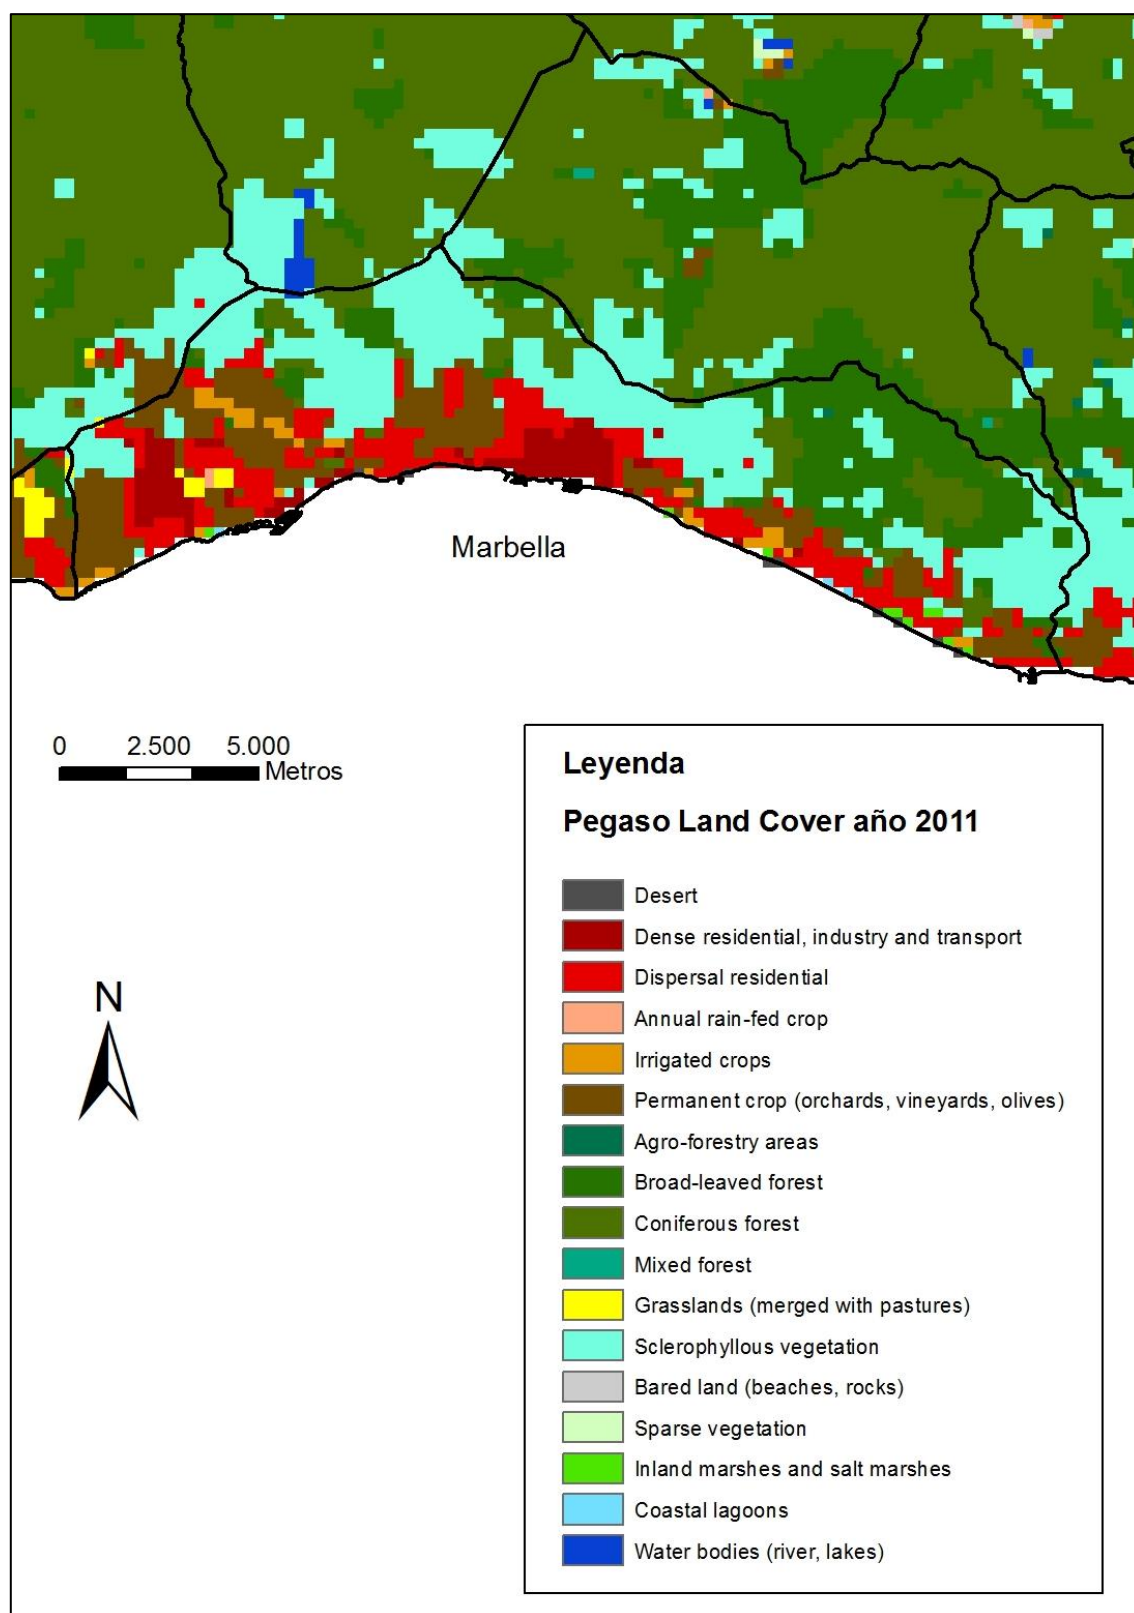 Marbella
0 2.500 5.000
Metros
N
Leyenda
Pegaso Land Cover año 2011
Desert
Dense residential, industry and transport
Dispersal residential
Annual rain-fed crop
Irrigated crops
Permanent crop (orchards, vineyards, olives)
Agro-forestry areas
Broad-leaved forest
Coniferous forest
Mixed forest
Grasslands (merged with pastures)
Sclerophyllous vegetation
Bared land (beaches, rocks)
Sparse vegetation
Inland marshes and salt marshes
Coastal lagoons
Water bodies (river, lakes)